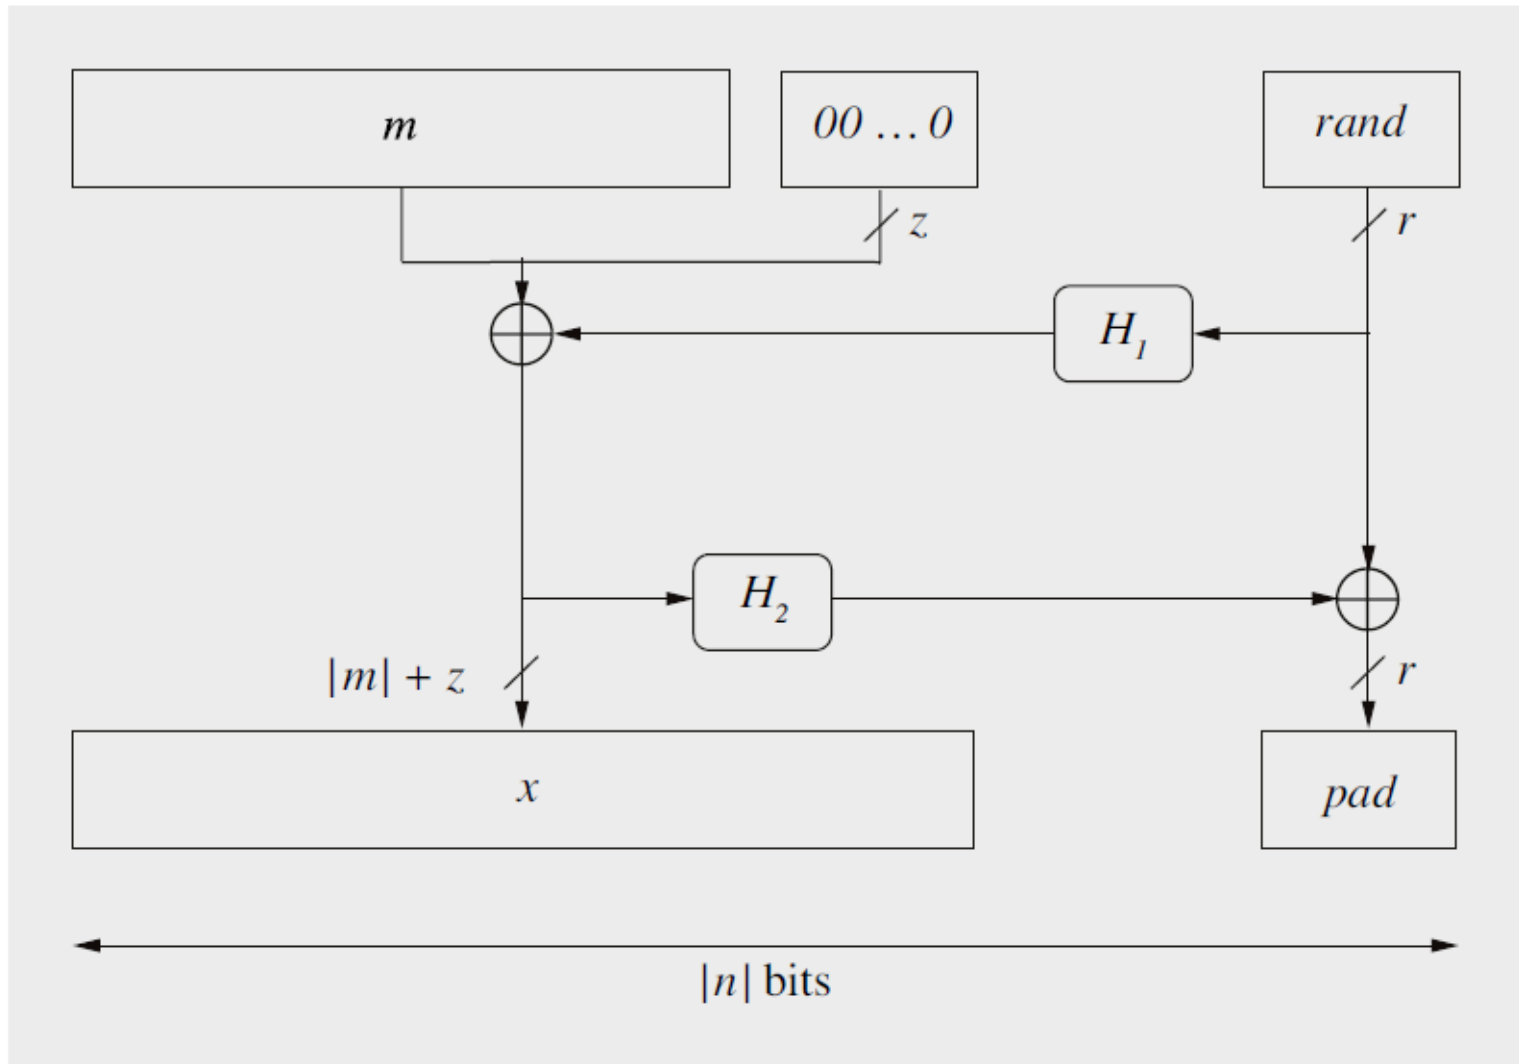 m
00 ... 0
rand
z
r
H₁
H₂
|m| + z
r
x
pad
|n| bits